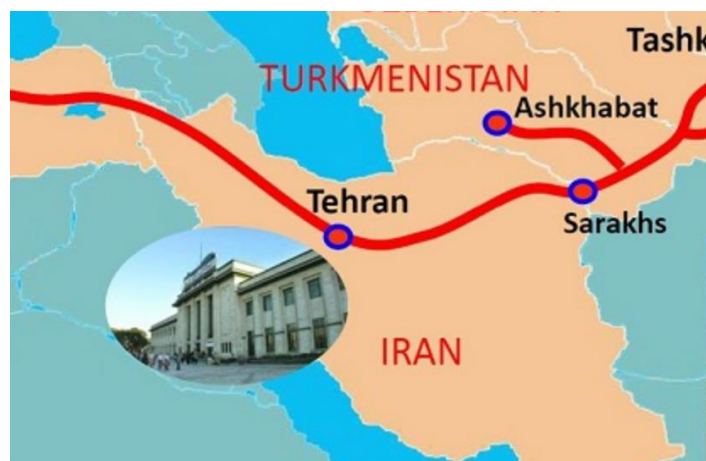 Tashk
TURKMENISTAN
Ashkhabat
Tehran
Sarakhs
IRAN